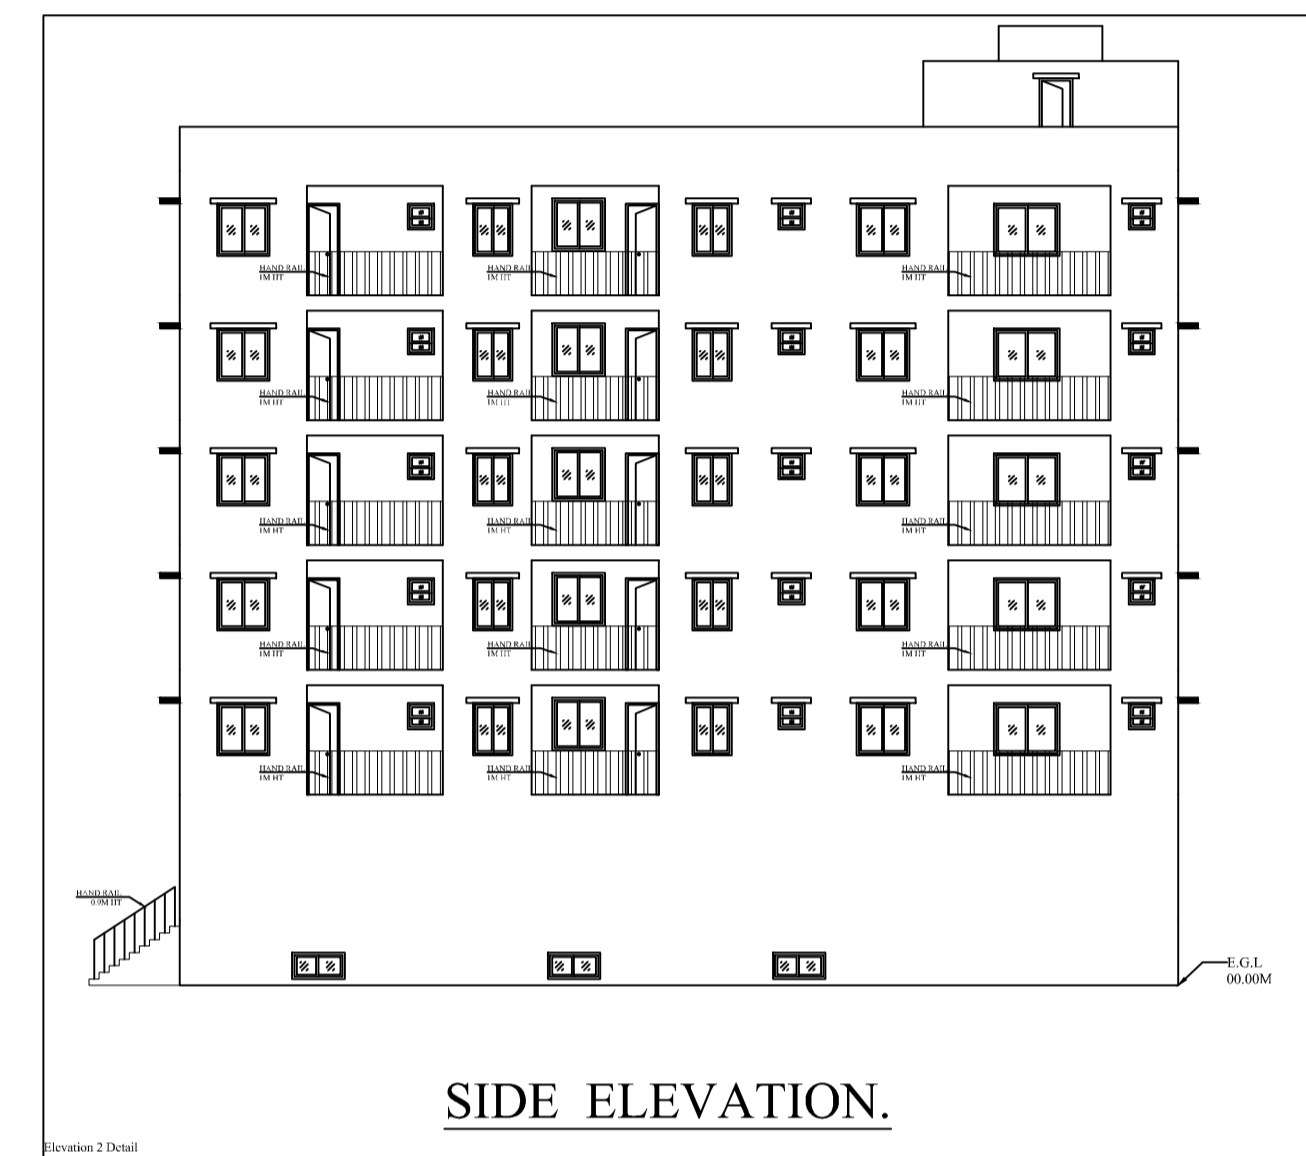 HAND RAIL HAND RAIL HAND RAIL
1M HT 1M HT 1M HT
HAND RAIL HAND RAIL HAND RAIL
1M HT 1M HT 1M HT
HAND RAIL HAND RAIL HAND RAIL
1M HT 1M HT 1M HT
HAND RAIL HAND RAIL HAND RAIL
1M HT 1M HT 1M HT
HAND RAIL HAND RAIL HAND RAIL
1M HT 1M HT 1M HT
HAND RAIL
0.9M HT
E.G.L
00.00M
SIDE ELEVATION.
Elevation 2 Detail